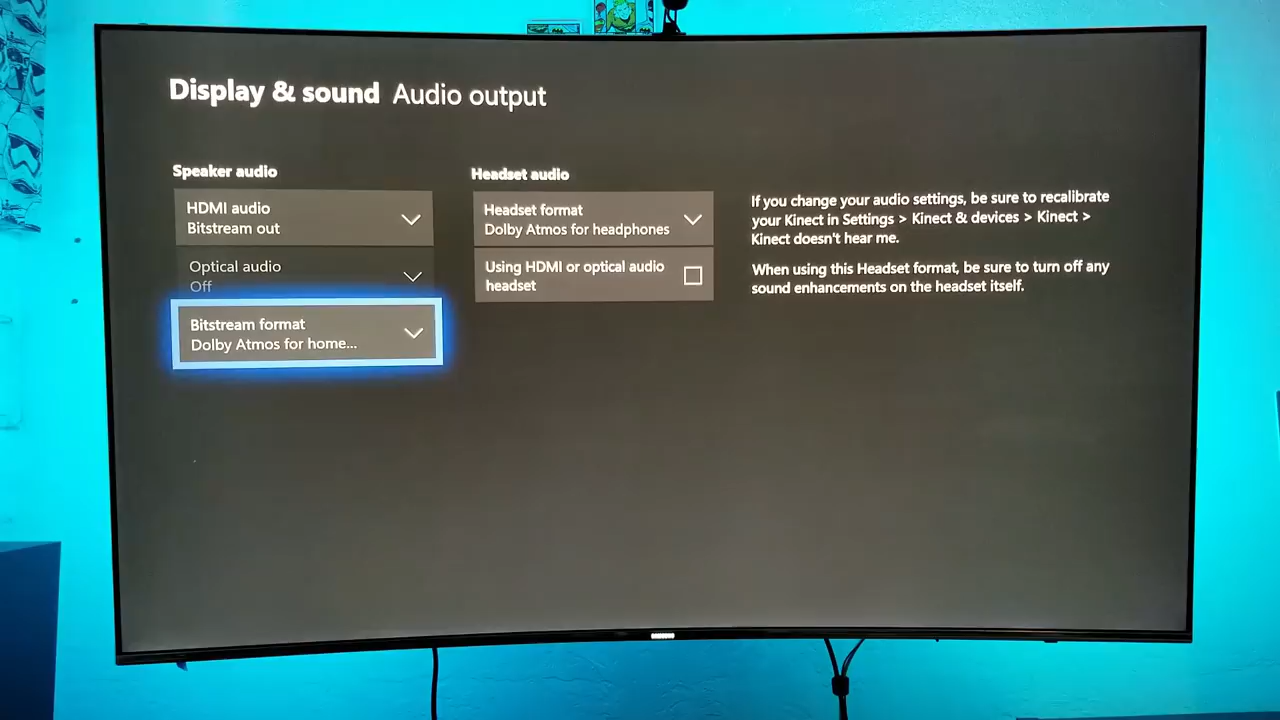 Display & sound Audio output
Speaker audio
HDMI audio
Bitstream out
Optical audio
Off
Bitstream format
Dolby Atmos for home...
Headset audio
Headset format
Dolby Atmos for headphones
Using HDMI or optical audio
headset
If you change your audio settings, be sure to recalibrate
your Kinect in Settings > Kinect & devices > Kinect >
Kinect doesn't hear me.
When using this Headset format, be sure to turn off any
sound enhancements on the headset itself.
SAMSUNG